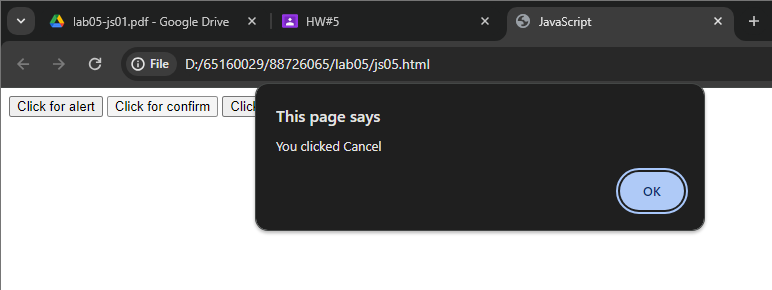 lab05-js01.pdf - Google Drive
HW#5
JavaScript
File
D:/65160029/88726065/lab05/js05.html
Click for alert
Click for confirm
This page says
You clicked Cancel
OK